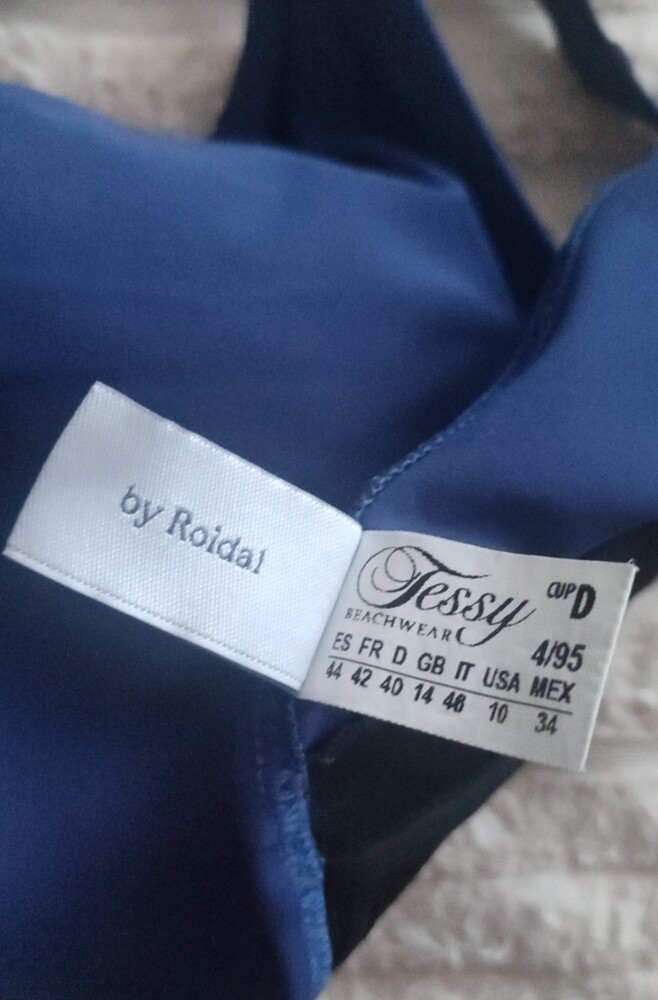 by Roidal
Tessy CUP D
BEACHWEAR 4/95
ES FR D GB IT USA MEX
44 42 40 14 46 10 34